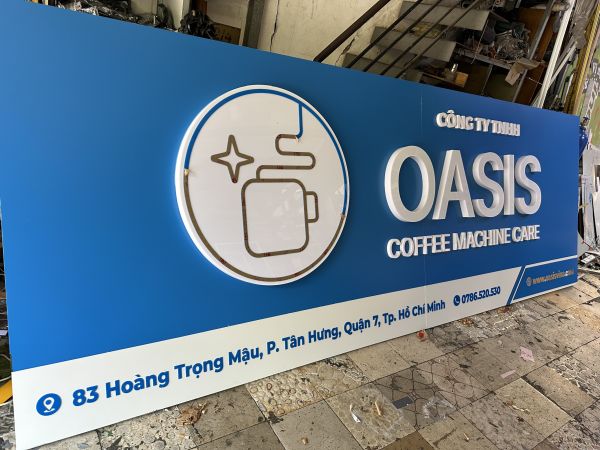 CÔNG TY TNHH
OASIS
COFFEE MACHINE CARE
83 Hoàng Trọng Mậu, P. Tân Hưng, Quận 7, Tp. Hồ Chí Minh
0786.520.530